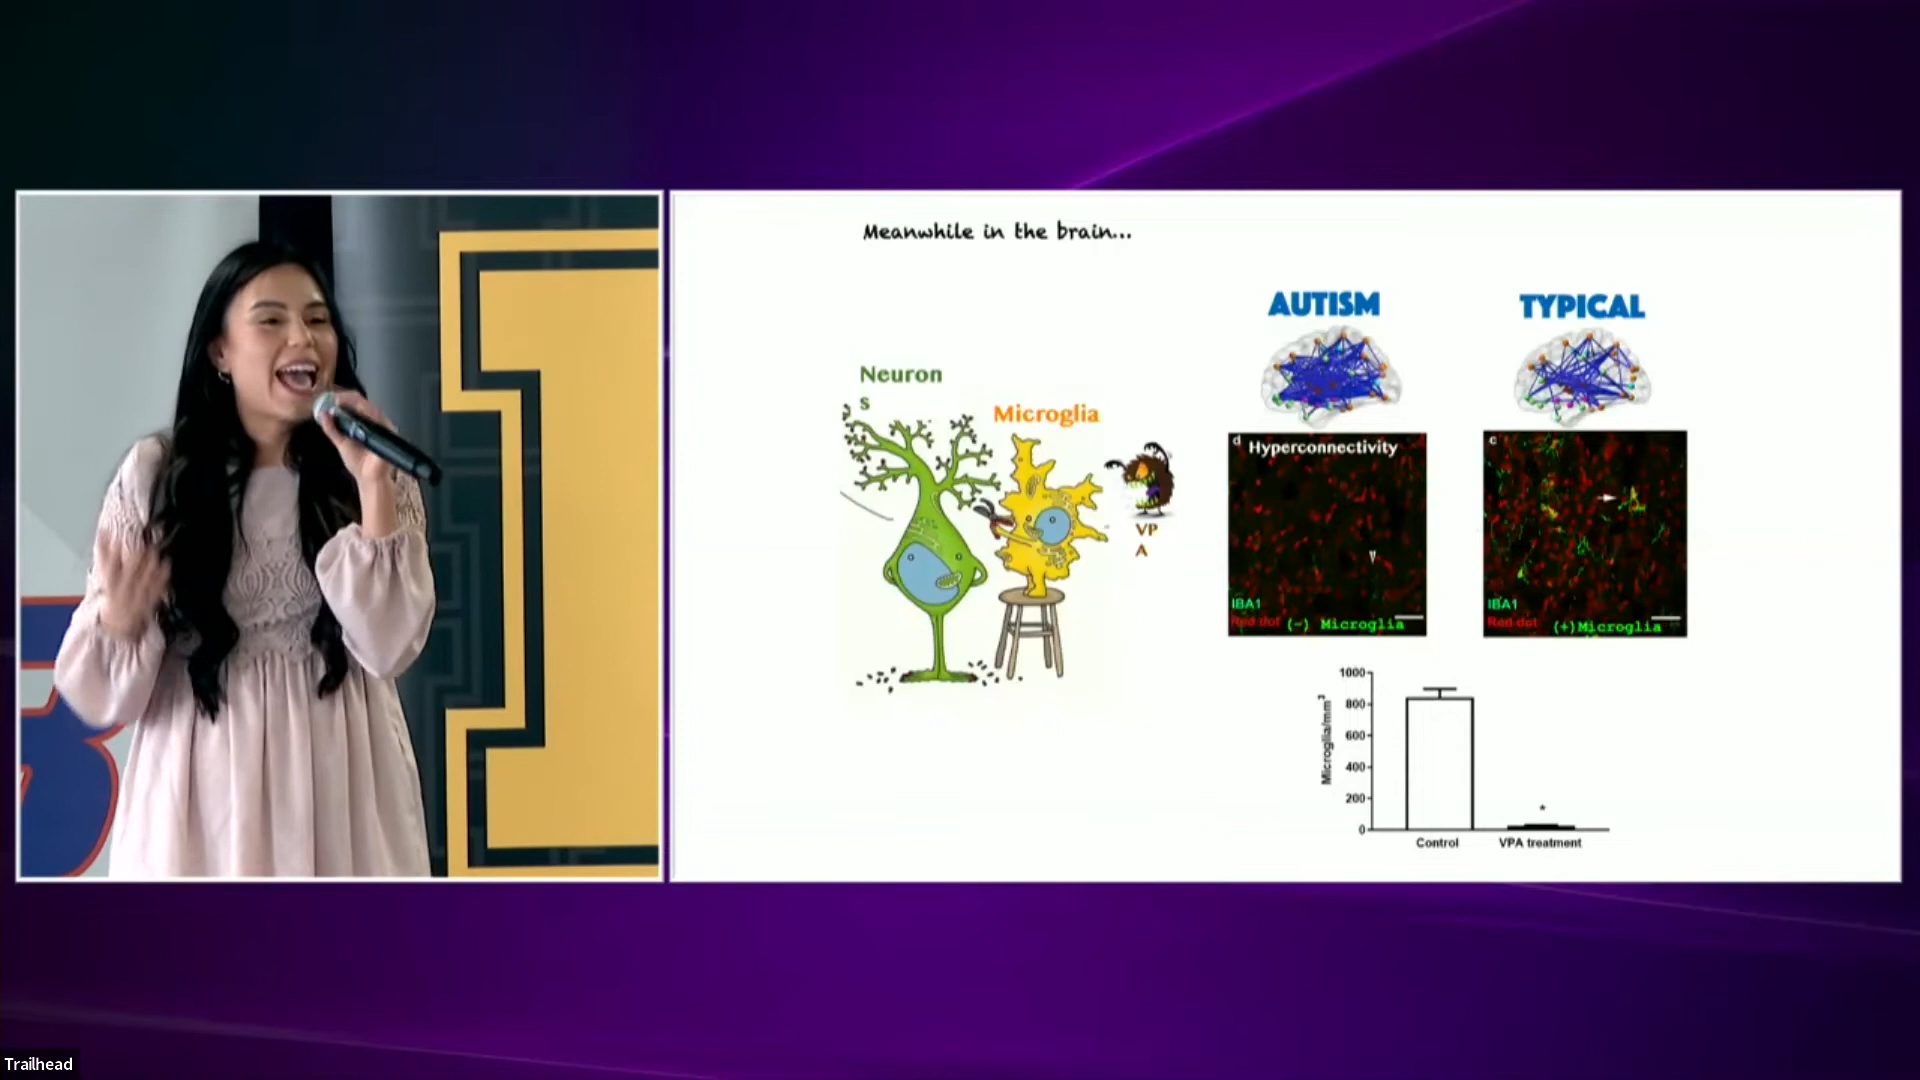 Meanwhile in the brain...
AUTISM
TYPICAL
Neuron
s
Microglia
VP
A
d
Hyperconnectivity
IBA1
Red dot
(-) Microglia
c
IBA1
Red dot
(+)Microglia
1000
800
600
400
200
0
Microglia/mm³
*
Control
VPA treatment
Trailhead